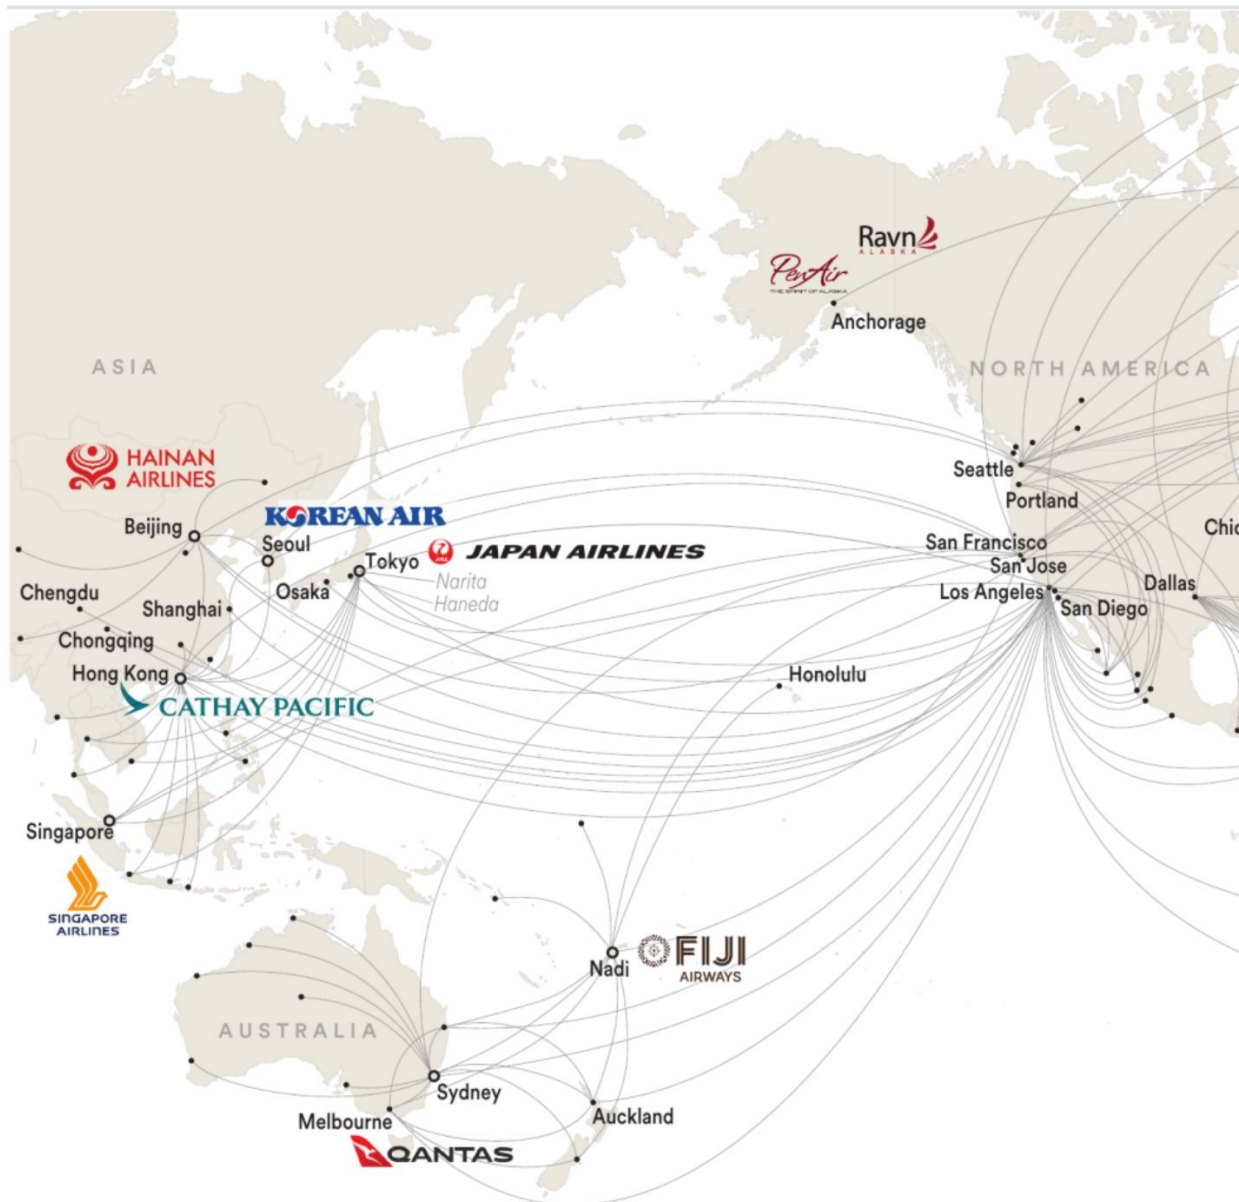 Ravn
ALASKA
PenAir
THE SPIRIT OF ALASKA
Anchorage
ASIA
NORTH AMERICA
HAINAN
AIRLINES
Seattle
Portland
KOREAN AIR
Beijing
Seoul
San Francisco
Chic
Tokyo
JAL
JAPAN AIRLINES
San Jose
Narita
Haneda
Osaka
Chengdu
Shanghai
Los Angeles
San Diego
Dallas
Chongqing
Hong Kong
Honolulu
CATHAY PACIFIC
Singapore
SINGAPORE
AIRLINES
FIJI
AIRWAYS
Nadi
AUSTRALIA
Sydney
Melbourne
Auckland
QANTAS